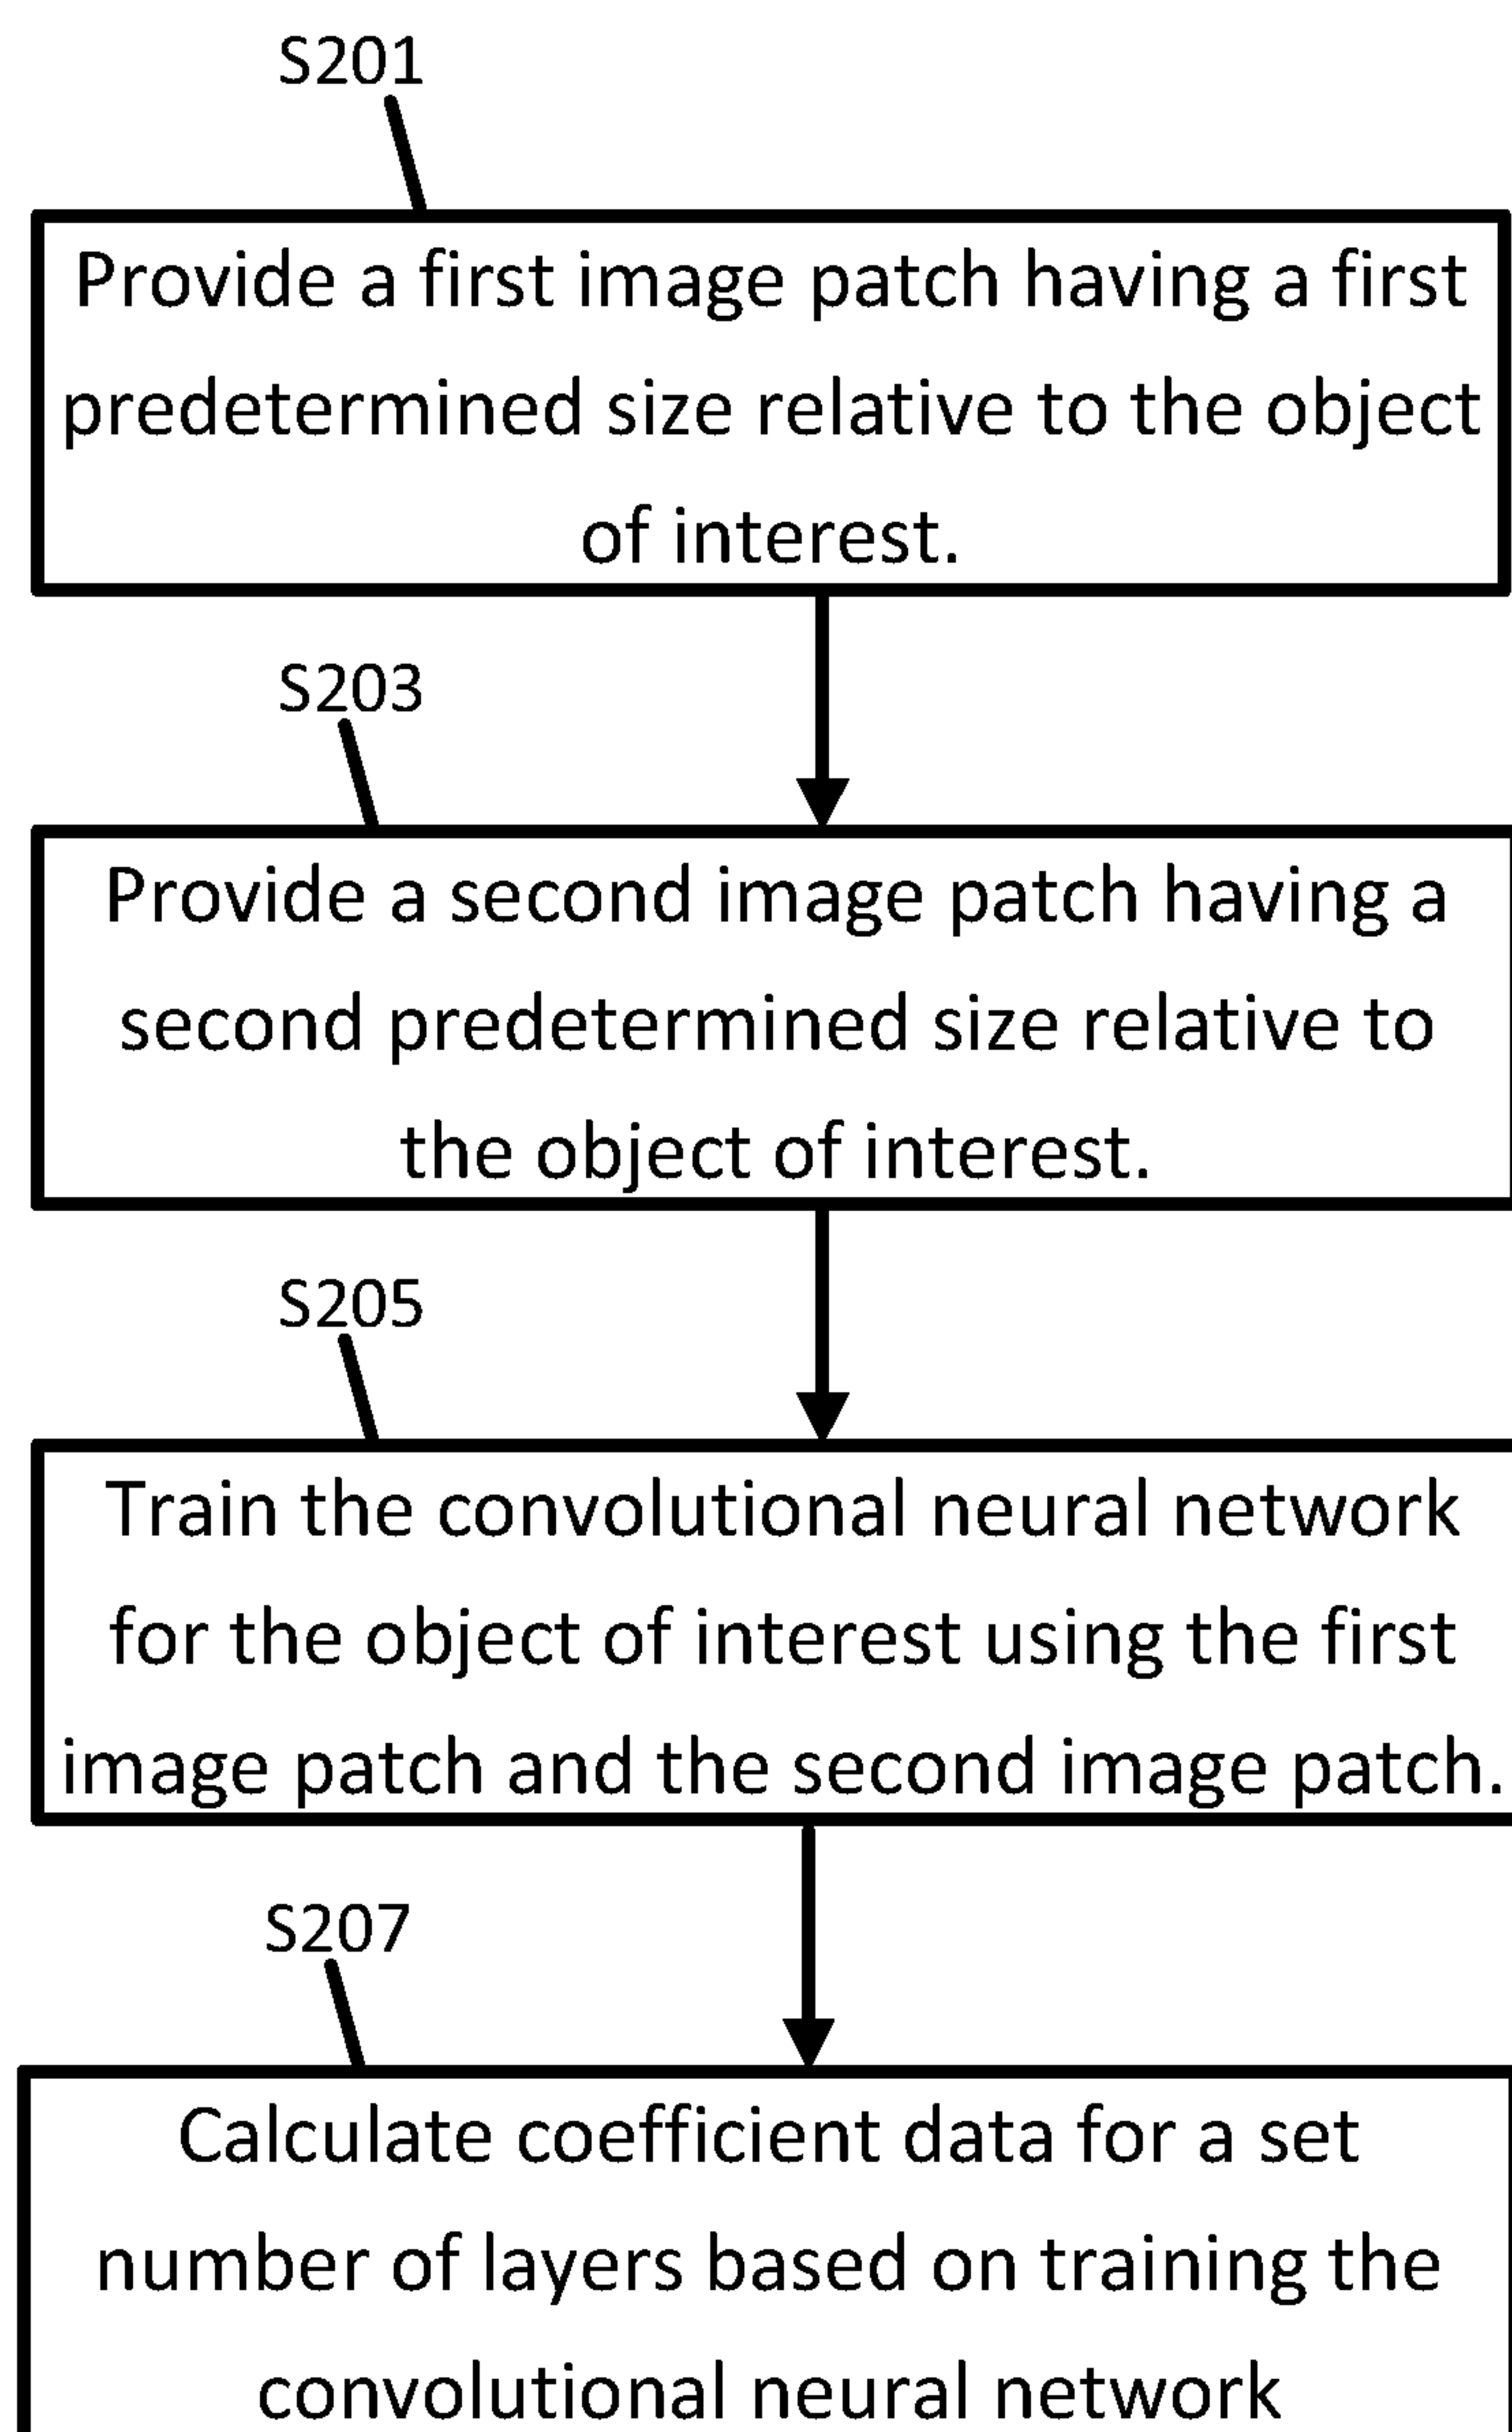 S201
Provide a first image patch having a first
predetermined size relative to the object
of interest.
S203
Provide a second image patch having a
second predetermined size relative to
the object of interest.
S205
Train the convolutional neural network
for the object of interest using the first
image patch and the second image patch.
S207
Calculate coefficient data for a set
number of layers based on training the
convolutional neural network